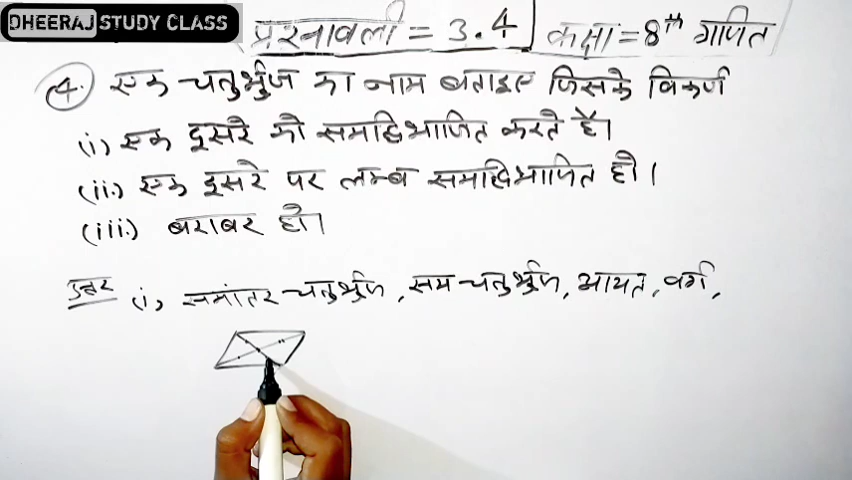 DHEERAJ STUDY CLASS
प्रश्नावली = 3.4 कक्षा = 8th गणित
4. एक चतुर्भुज का नाम बताइए जिसके विकर्ण
(i) एक दूसरे को समद्विभाजित करते हैं।
(ii.) एक दूसरे पर लम्ब समद्विभाजित हो।
(iii.) बराबर हो।
उत्तर (i) समांतर चतुर्भुज, सम चतुर्भुज, आयत, वर्ग,